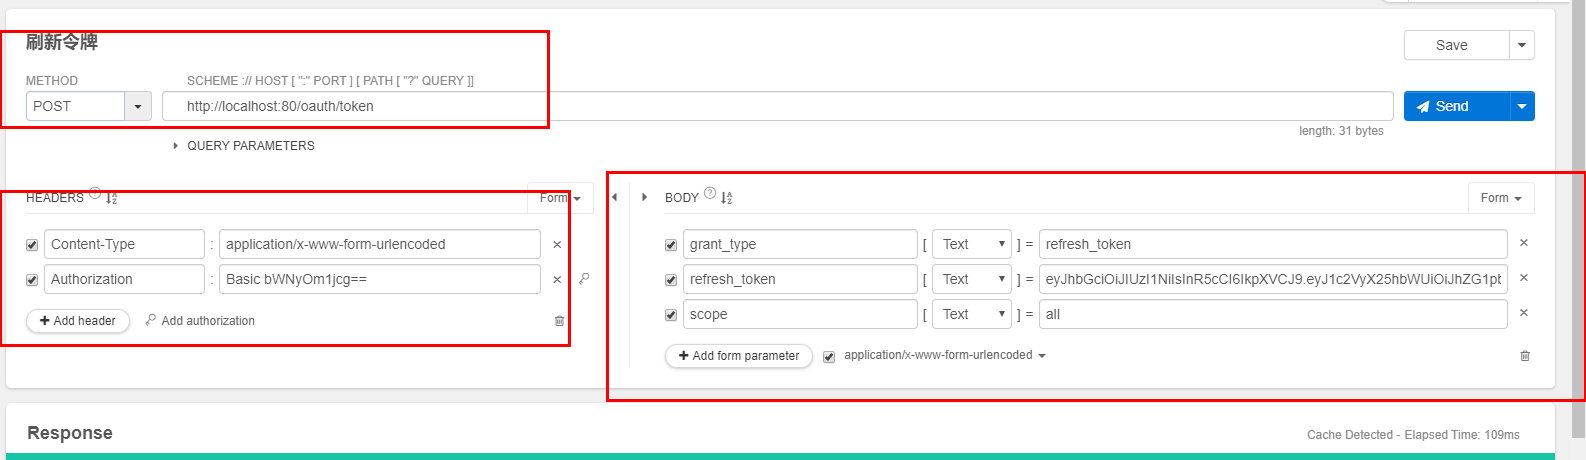 刷新令牌
Save
METHOD
SCHEME :// HOST [ ":" PORT ] [ PATH [ "?" QUERY ]]
POST
http://localhost:80/oauth/token
Send
length: 31 bytes
QUERY PARAMETERS
HEADERS
Form
Content-Type : application/x-www-form-urlencoded
Authorization : Basic bWNyOm1jcg==
Add header
Add authorization
BODY
Form
grant_type [ Text ] = refresh_token
refresh_token [ Text ] = eyJhbGciOiJIUzI1NiIsInR5cCI6IkpXVCJ9.eyJ1c2VyX25hbWUiOiJhZG1pb
scope [ Text ] = all
Add form parameter
application/x-www-form-urlencoded
Response
Cache Detected - Elapsed Time: 109ms